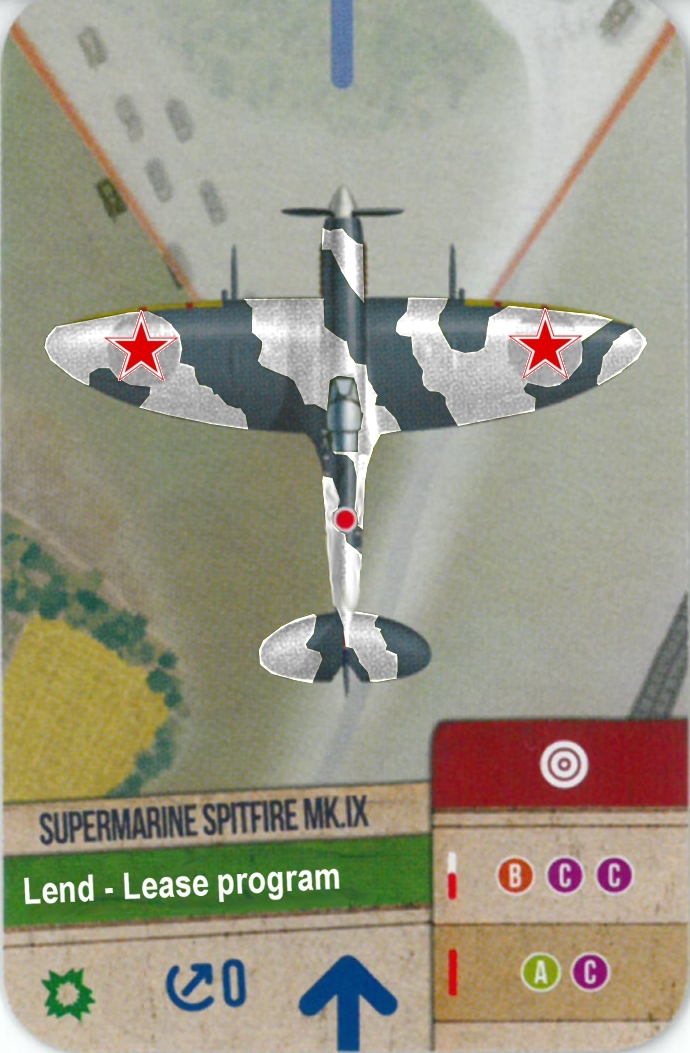 SUPERMARINE SPITFIRE MK.IX
Lend - Lease program
0
B C C
A C